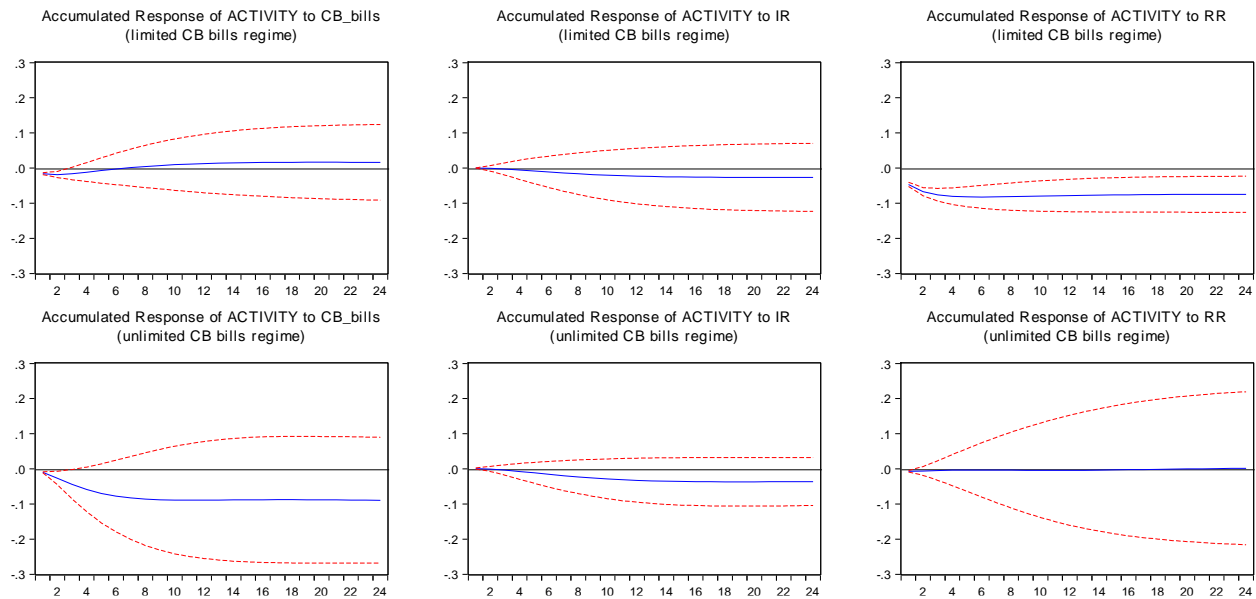 Accumulated Response of ACTIVITY to CB_bills
(limited CB bills regime)
Accumulated Response of ACTIVITY to IR
(limited CB bills regime)
Accumulated Response of ACTIVITY to RR
(limited CB bills regime)
.3
.2
.1
.0
-.1
-.2
-.3
2 4 6 8 10 12 14 16 18 20 22 24
.3
.2
.1
.0
-.1
-.2
-.3
2 4 6 8 10 12 14 16 18 20 22 24
.3
.2
.1
.0
-.1
-.2
-.3
2 4 6 8 10 12 14 16 18 20 22 24
Accumulated Response of ACTIVITY to CB_bills
(unlimited CB bills regime)
Accumulated Response of ACTIVITY to IR
(unlimited CB bills regime)
Accumulated Response of ACTIVITY to RR
(unlimited CB bills regime)
.3
.2
.1
.0
-.1
-.2
-.3
2 4 6 8 10 12 14 16 18 20 22 24
.3
.2
.1
.0
-.1
-.2
-.3
2 4 6 8 10 12 14 16 18 20 22 24
.3
.2
.1
.0
-.1
-.2
-.3
2 4 6 8 10 12 14 16 18 20 22 24